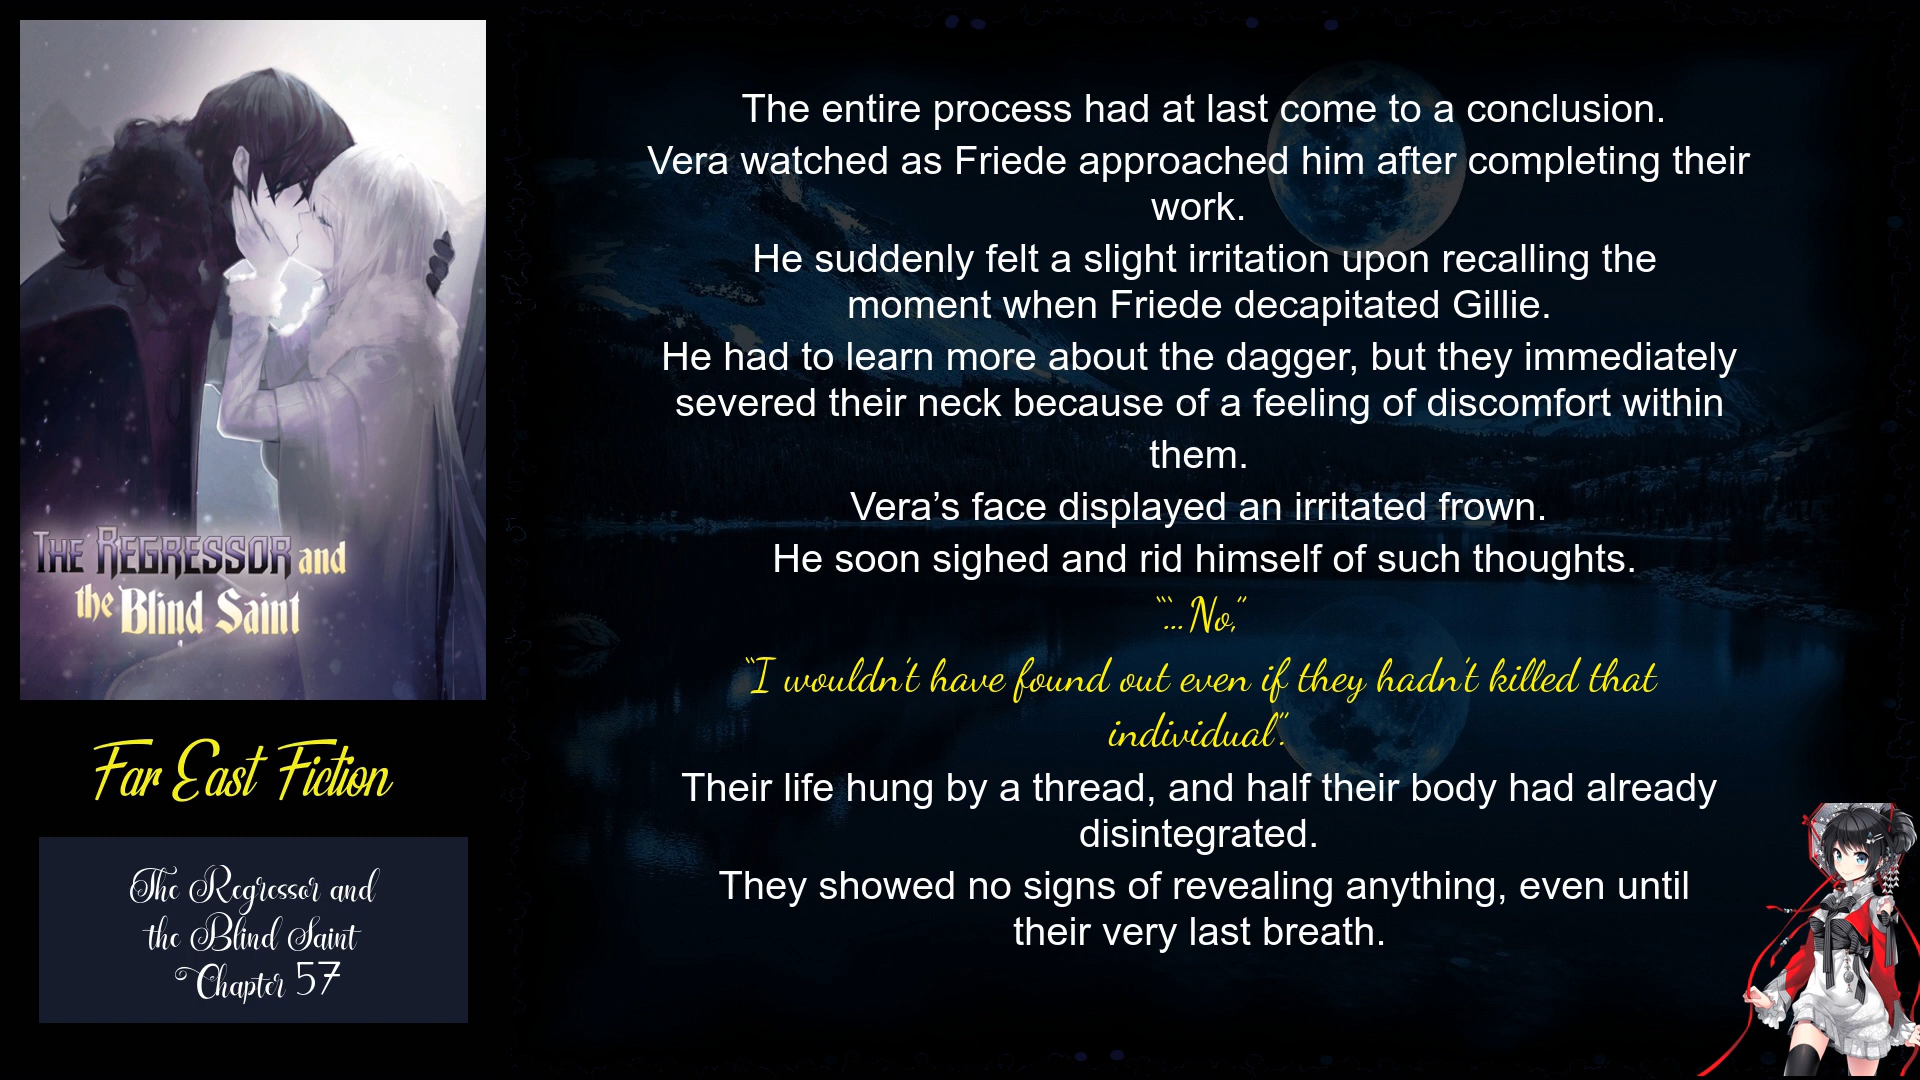 The Regressor and
the Blind Saint
Far East Fiction
The Regressor and
the Blind Saint
Chapter 57
The entire process had at last come to a conclusion.
Vera watched as Friede approached him after completing their
work.
He suddenly felt a slight irritation upon recalling the
moment when Friede decapitated Gillie.
He had to learn more about the dagger, but they immediately
severed their neck because of a feeling of discomfort within
them.
Vera’s face displayed an irritated frown.
He soon sighed and rid himself of such thoughts.
“‘…No,”
“I wouldn’t have found out even if they hadn’t killed that
individual’.”
Their life hung by a thread, and half their body had already
disintegrated.
They showed no signs of revealing anything, even until
their very last breath.